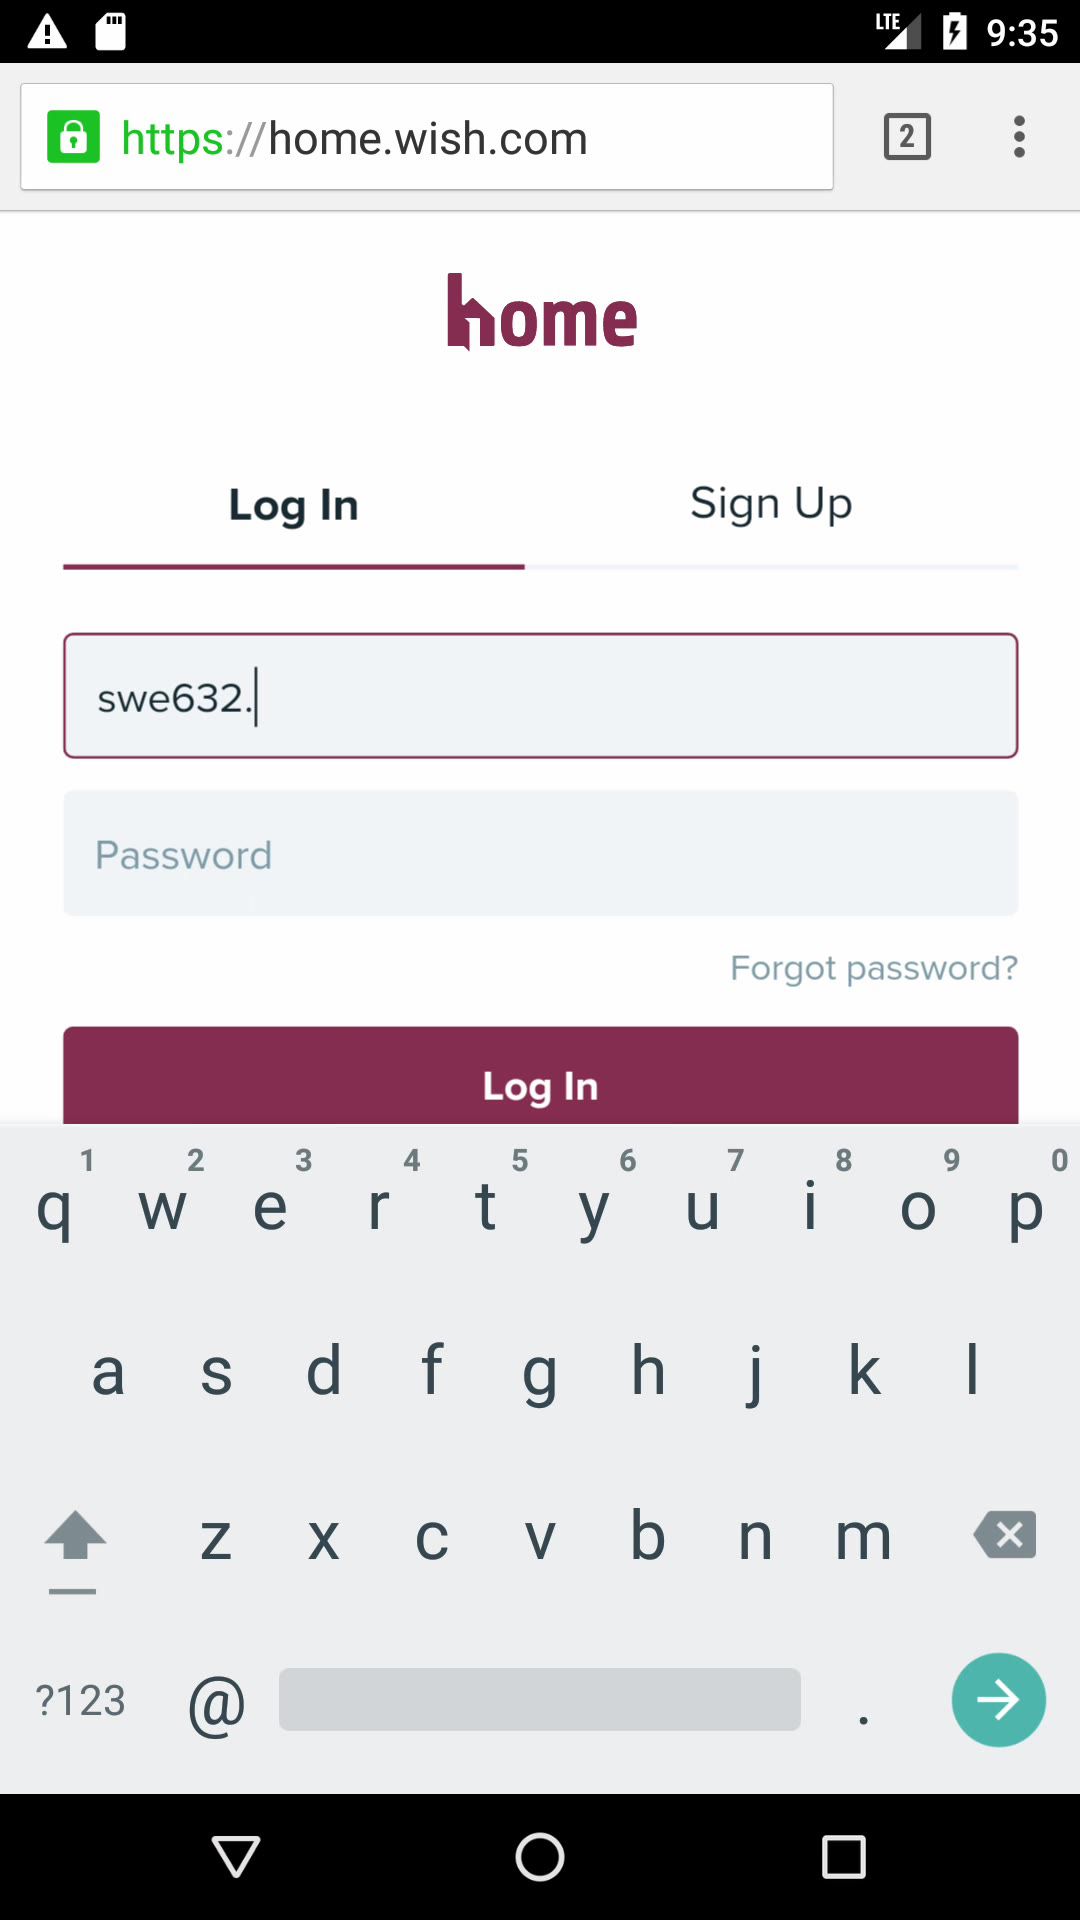 LTE 9:35
https://home.wish.com 2
home
Log In Sign Up
swe632.
Password
Forgot password?
Log In
1 2 3 4 5 6 7 8 9 0
q w e r t y u i o p
a s d f g h j k l
z x c v b n m
?123 @ .